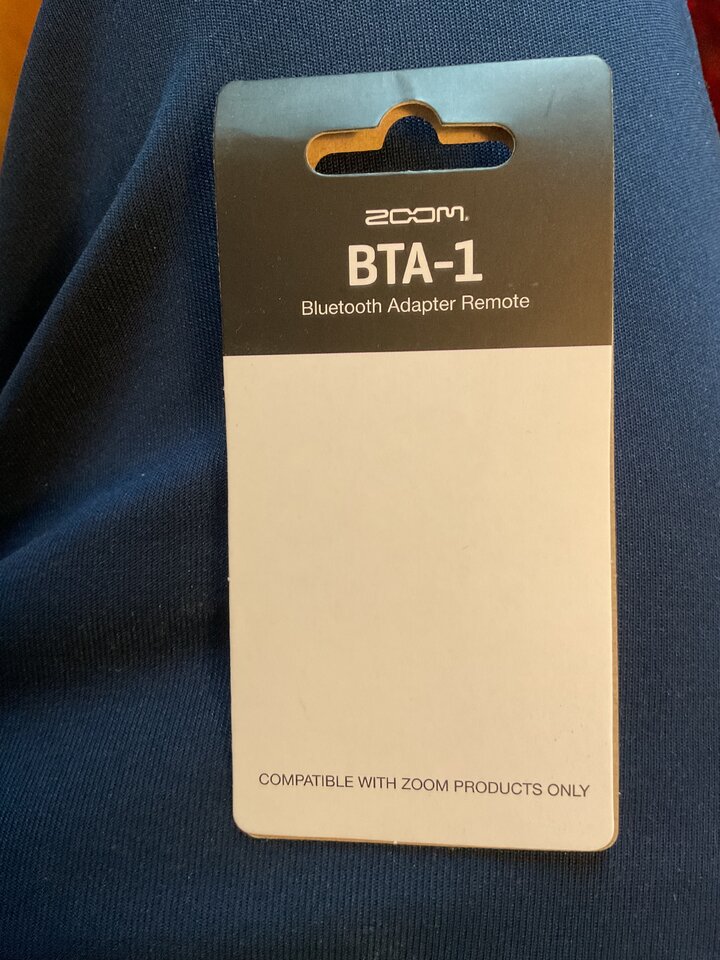 ZOOM®
BTA-1
Bluetooth Adapter Remote
COMPATIBLE WITH ZOOM PRODUCTS ONLY